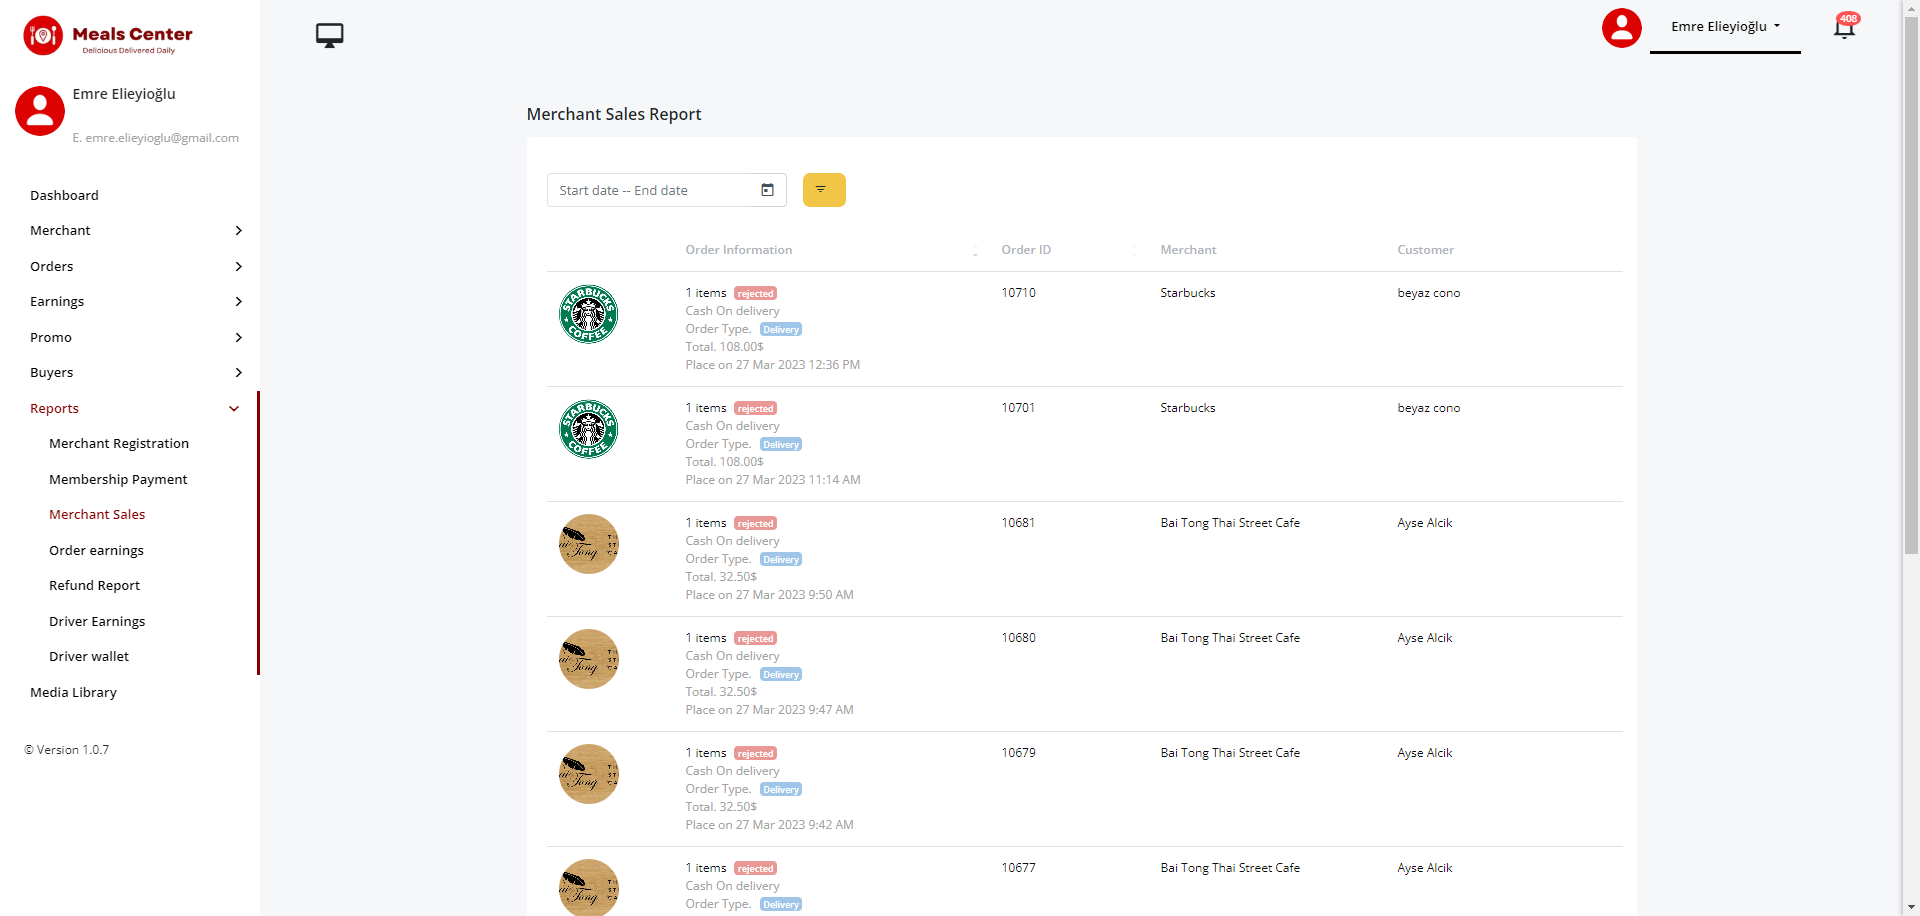 Meals Center
Delicious Delivered Daily
Emre Elieyioğlu
E. emre.elieyioglu@gmail.com
Dashboard
Merchant
Orders
Earnings
Promo
Buyers
Reports
Merchant Registration
Membership Payment
Merchant Sales
Order earnings
Refund Report
Driver Earnings
Driver wallet
Media Library
© Version 1.0.7
Emre Elieyioğlu
408
Merchant Sales Report
Start date -- End date
Order Information Order ID Merchant Customer
STARBUCKS COFFEE
1 items rejected 10710 Starbucks beyaz cono
Cash On delivery
Order Type. Delivery
Total. 108.00$
Place on 27 Mar 2023 12:36 PM
STARBUCKS COFFEE
1 items rejected 10701 Starbucks beyaz cono
Cash On delivery
Order Type. Delivery
Total. 108.00$
Place on 27 Mar 2023 11:14 AM
1 items rejected 10681 Bai Tong Thai Street Cafe Ayse Alcik
Cash On delivery
Order Type. Delivery
Total. 32.50$
Place on 27 Mar 2023 9:50 AM
1 items rejected 10680 Bai Tong Thai Street Cafe Ayse Alcik
Cash On delivery
Order Type. Delivery
Total. 32.50$
Place on 27 Mar 2023 9:47 AM
1 items rejected 10679 Bai Tong Thai Street Cafe Ayse Alcik
Cash On delivery
Order Type. Delivery
Total. 32.50$
Place on 27 Mar 2023 9:42 AM
1 items rejected 10677 Bai Tong Thai Street Cafe Ayse Alcik
Cash On delivery
Order Type. Delivery